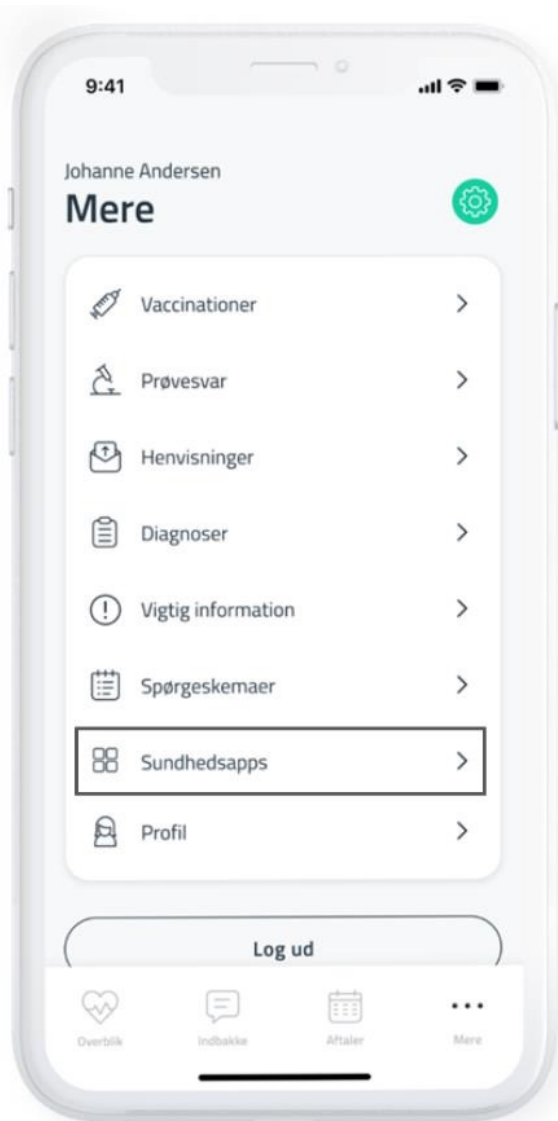 9:41
Johanne Andersen
Mere
Vaccinationer
Prøvesvar
Henvisninger
Diagnoser
Vigtig information
Spørgeskemaer
Sundhedsapps
Profil
Log ud
Overblik
Indbakke
Aftaler
Mere